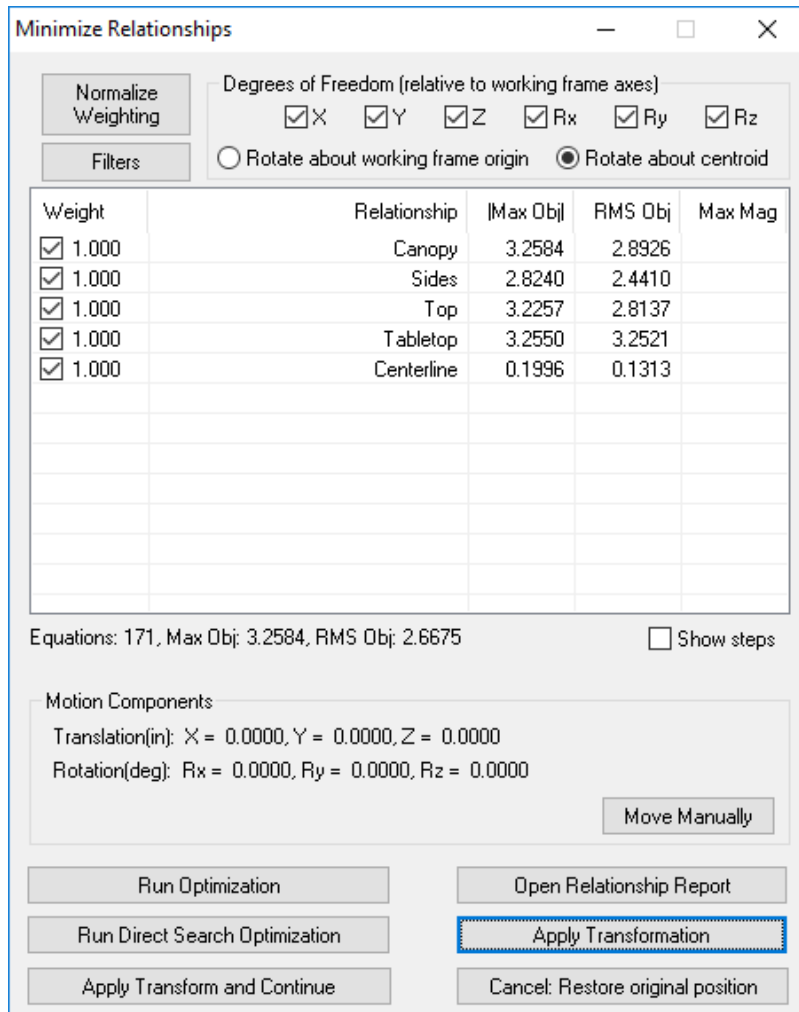 Minimize Relationships
Normalize
Weighting
Degrees of Freedom (relative to working frame axes)
X Y Z Rx Ry Rz
Filters
Rotate about working frame origin Rotate about centroid
Weight Relationship |Max Obj| RMS Obj Max Mag
1.000 Canopy 3.2584 2.8926
1.000 Sides 2.8240 2.4410
1.000 Top 3.2257 2.8137
1.000 Tabletop 3.2550 3.2521
1.000 Centerline 0.1996 0.1313
Equations: 171, Max Obj: 3.2584, RMS Obj: 2.6675 Show steps
Motion Components
Translation(in): X = 0.0000, Y = 0.0000, Z = 0.0000
Rotation(deg): Rx = 0.0000, Ry = 0.0000, Rz = 0.0000
Move Manually
Run Optimization Open Relationship Report
Run Direct Search Optimization Apply Transformation
Apply Transform and Continue Cancel: Restore original position